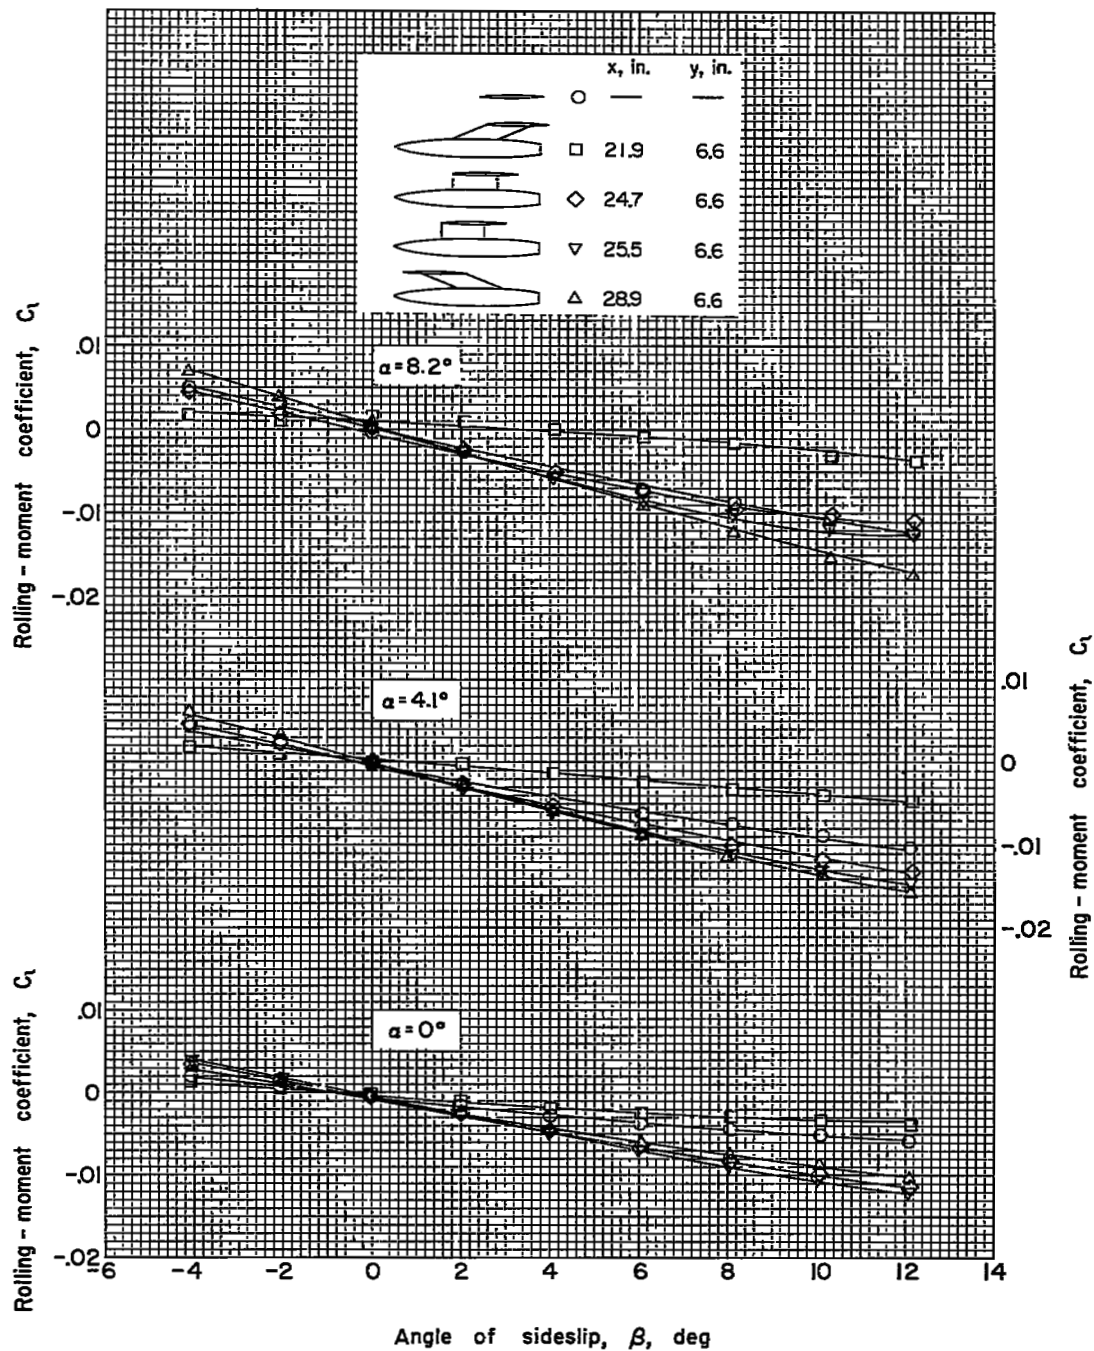 x, in. y, in.
21.9 6.6
24.7 6.6
25.5 6.6
28.9 6.6
Rolling - moment coefficient, Cl
.01
0
-.01
-.02
α=8.2°
α=4.1°
.01
0
-.01
-.02
Rolling - moment coefficient, Cl
Rolling - moment coefficient, Cl
.01
0
-.01
-.02
α=0°
-6 -4 -2 0 2 4 6 8 10 12 14
Angle of sideslip, β, deg